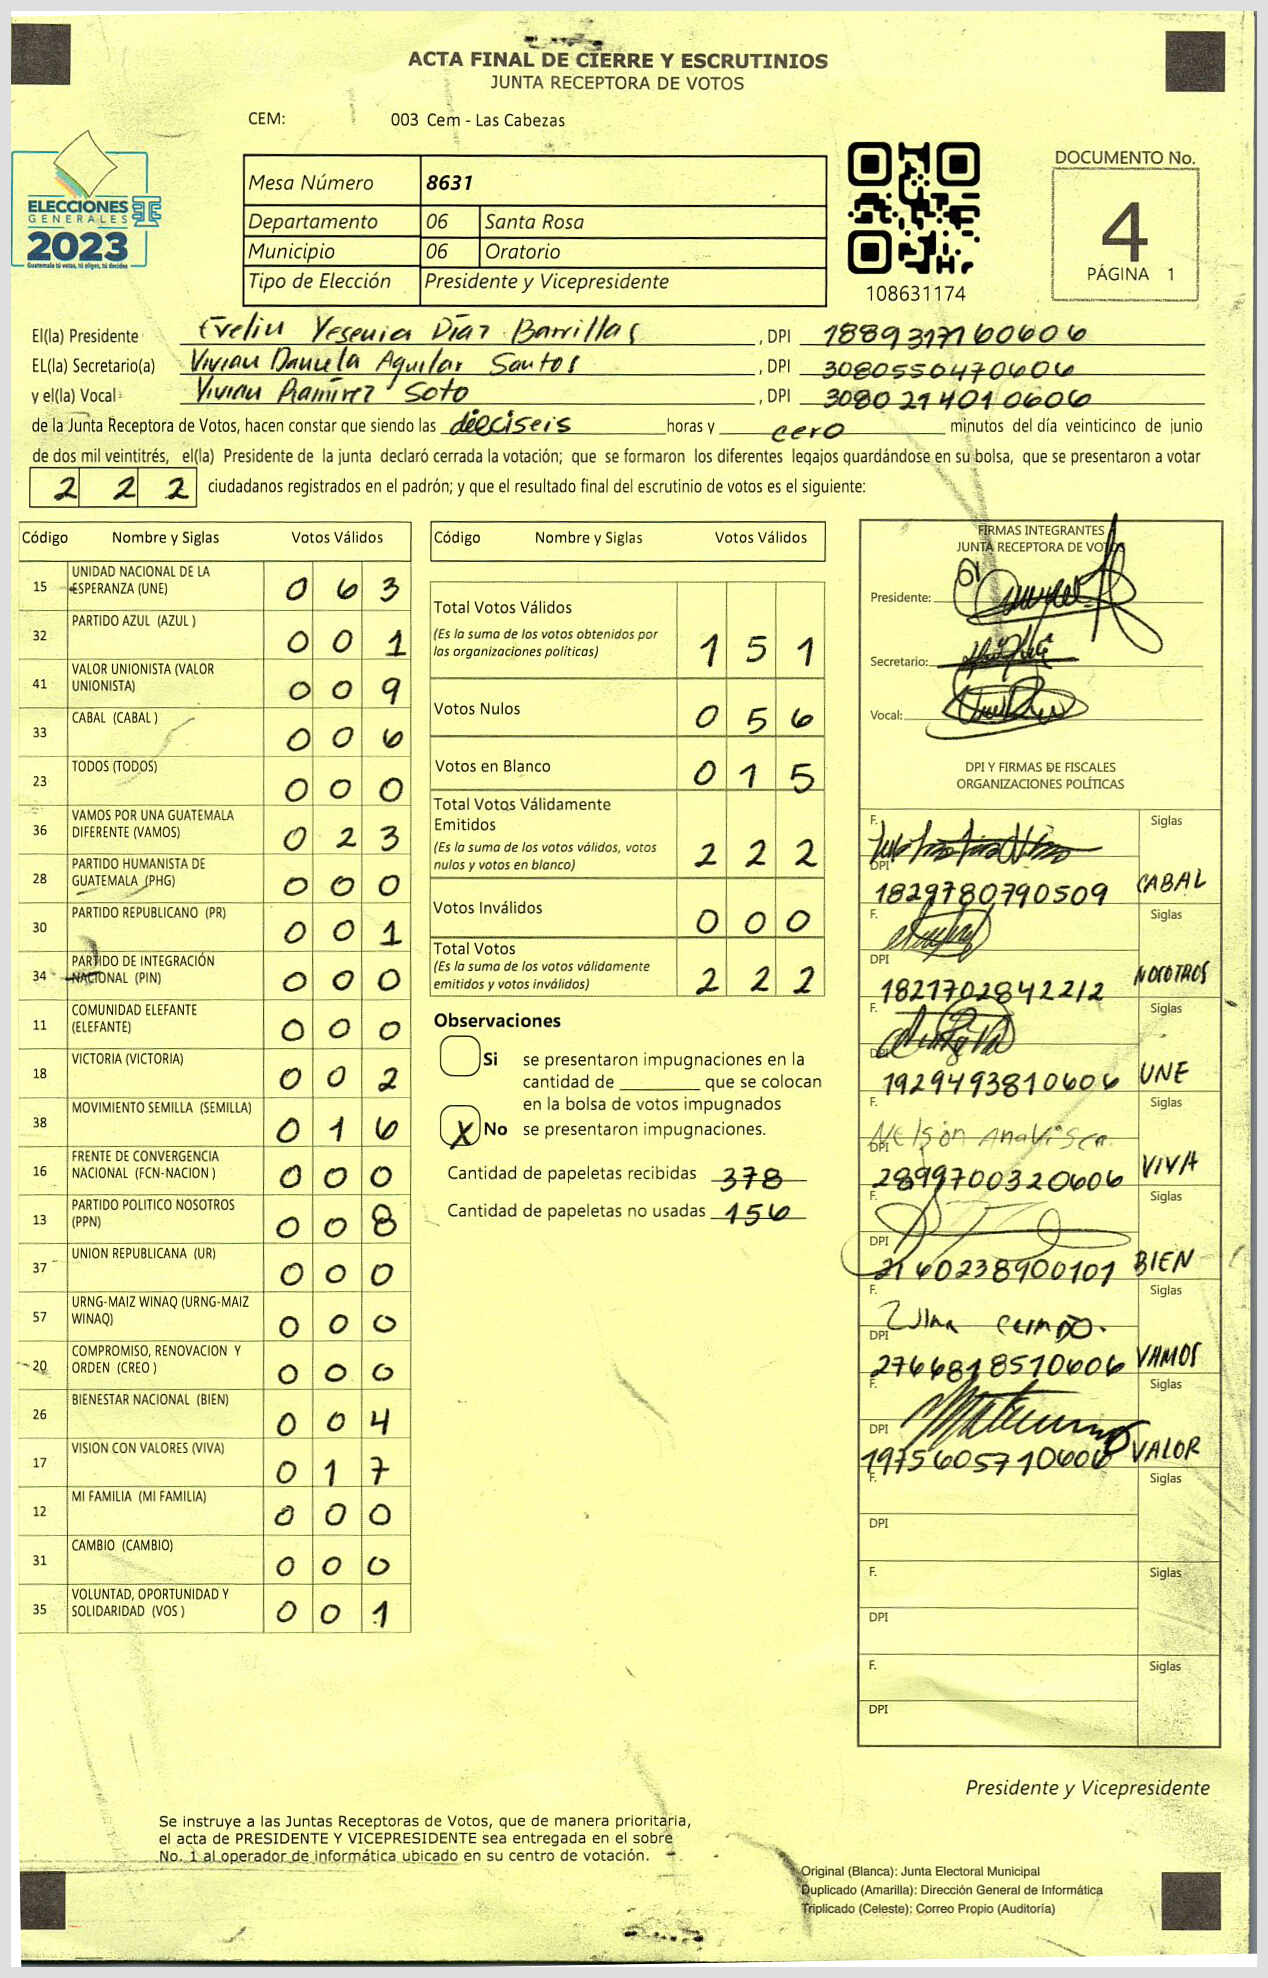 ACTA FINAL DE CIERRE Y ESCRUTINIOS
JUNTA RECEPTORA DE VOTOS
CEM: 003 Cem - Las Cabezas
ELECCIONES
GENERALES
2023
Guatemala tú votas, tú eliges, tú decides
Mesa Número 8631
Departamento 06 Santa Rosa
Municipio 06 Oratorio
Tipo de Elección Presidente y Vicepresidente
108631174
DOCUMENTO No.
4
PÁGINA 1
El(la) Presidente Evelin Yesenia Díaz Barrillas, DPI 1889317160606
EL(la) Secretario(a) Vivian Daniela Aguilar Santos, DPI 3080550470606
y el(la) Vocal Vivian Ramírez Soto, DPI 3080214010606
de la Junta Receptora de Votos, hacen constar que siendo las dieciseis horas y cero minutos del día veinticinco de junio
de dos mil veintitrés, el(la) Presidente de la junta declaró cerrada la votación; que se formaron los diferentes legajos guardándose en su bolsa, que se presentaron a votar
2 2 2 ciudadanos registrados en el padrón; y que el resultado final del escrutinio de votos es el siguiente:
Código Nombre y Siglas Votos Válidos
15 UNIDAD NACIONAL DE LA ESPERANZA (UNE) 0 6 3
32 PARTIDO AZUL (AZUL ) 0 0 1
41 VALOR UNIONISTA (VALOR UNIONISTA) 0 0 9
33 CABAL (CABAL ) 0 0 6
23 TODOS (TODOS) 0 0 0
36 VAMOS POR UNA GUATEMALA DIFERENTE (VAMOS) 0 2 3
28 PARTIDO HUMANISTA DE GUATEMALA (PHG) 0 0 0
30 PARTIDO REPUBLICANO (PR) 0 0 1
34 PARTIDO DE INTEGRACIÓN NACIONAL (PIN) 0 0 0
11 COMUNIDAD ELEFANTE (ELEFANTE) 0 0 0
18 VICTORIA (VICTORIA) 0 0 2
38 MOVIMIENTO SEMILLA (SEMILLA) 0 1 6
16 FRENTE DE CONVERGENCIA NACIONAL (FCN-NACION ) 0 0 0
13 PARTIDO POLITICO NOSOTROS (PPN) 0 0 8
37 UNION REPUBLICANA (UR) 0 0 0
57 URNG-MAIZ WINAQ (URNG-MAIZ WINAQ) 0 0 0
20 COMPROMISO, RENOVACION Y ORDEN (CREO ) 0 0 0
26 BIENESTAR NACIONAL (BIEN) 0 0 4
17 VISION CON VALORES (VIVA) 0 1 7
12 MI FAMILIA (MI FAMILIA) 0 0 0
31 CAMBIO (CAMBIO) 0 0 0
35 VOLUNTAD, OPORTUNIDAD Y SOLIDARIDAD (VOS ) 0 0 1
Código Nombre y Siglas Votos Válidos
Total Votos Válidos
(Es la suma de los votos obtenidos por
las organizaciones políticas) 1 5 1
Votos Nulos 0 5 6
Votos en Blanco 0 1 5
Total Votos Válidamente
Emitidos
(Es la suma de los votos válidos, votos
nulos y votos en blanco) 2 2 2
Votos Inválidos 0 0 0
Total Votos
(Es la suma de los votos válidamente
emitidos y votos inválidos) 2 2 2
Observaciones
Si se presentaron impugnaciones en la
cantidad de ________ que se colocan
en la bolsa de votos impugnados
X No se presentaron impugnaciones.
Cantidad de papeletas recibidas 378
Cantidad de papeletas no usadas 156
FIRMAS INTEGRANTES
JUNTA RECEPTORA DE VOTOS
Presidente:
Secretario:
Vocal:
DPI Y FIRMAS DE FISCALES
ORGANIZACIONES POLÍTICAS
F. Siglas
DPI 1829780790509 CABAL
F. Siglas
DPI 1821702842212 NOSOTROS
F. Siglas
DPI 1929493810606 UNE
F. Nelson Siglas
DPI 2899700320606 VIVA
F. Siglas
DPI 2160238900101 BIEN
F. Siglas
DPI 2766818510606 VAMOS
F. Siglas
DPI 1975605710606 VALOR
F. Siglas
DPI
F. Siglas
DPI
F. Siglas
DPI
Presidente y Vicepresidente
Se instruye a las Juntas Receptoras de Votos, que de manera prioritaria,
el acta de PRESIDENTE Y VICEPRESIDENTE sea entregada en el sobre
No. 1 al operador de informática ubicado en su centro de votación.
Original (Blanca): Junta Electoral Municipal
Duplicado (Amarilla): Dirección General de Informática
Triplicado (Celeste): Correo Propio (Auditoría)